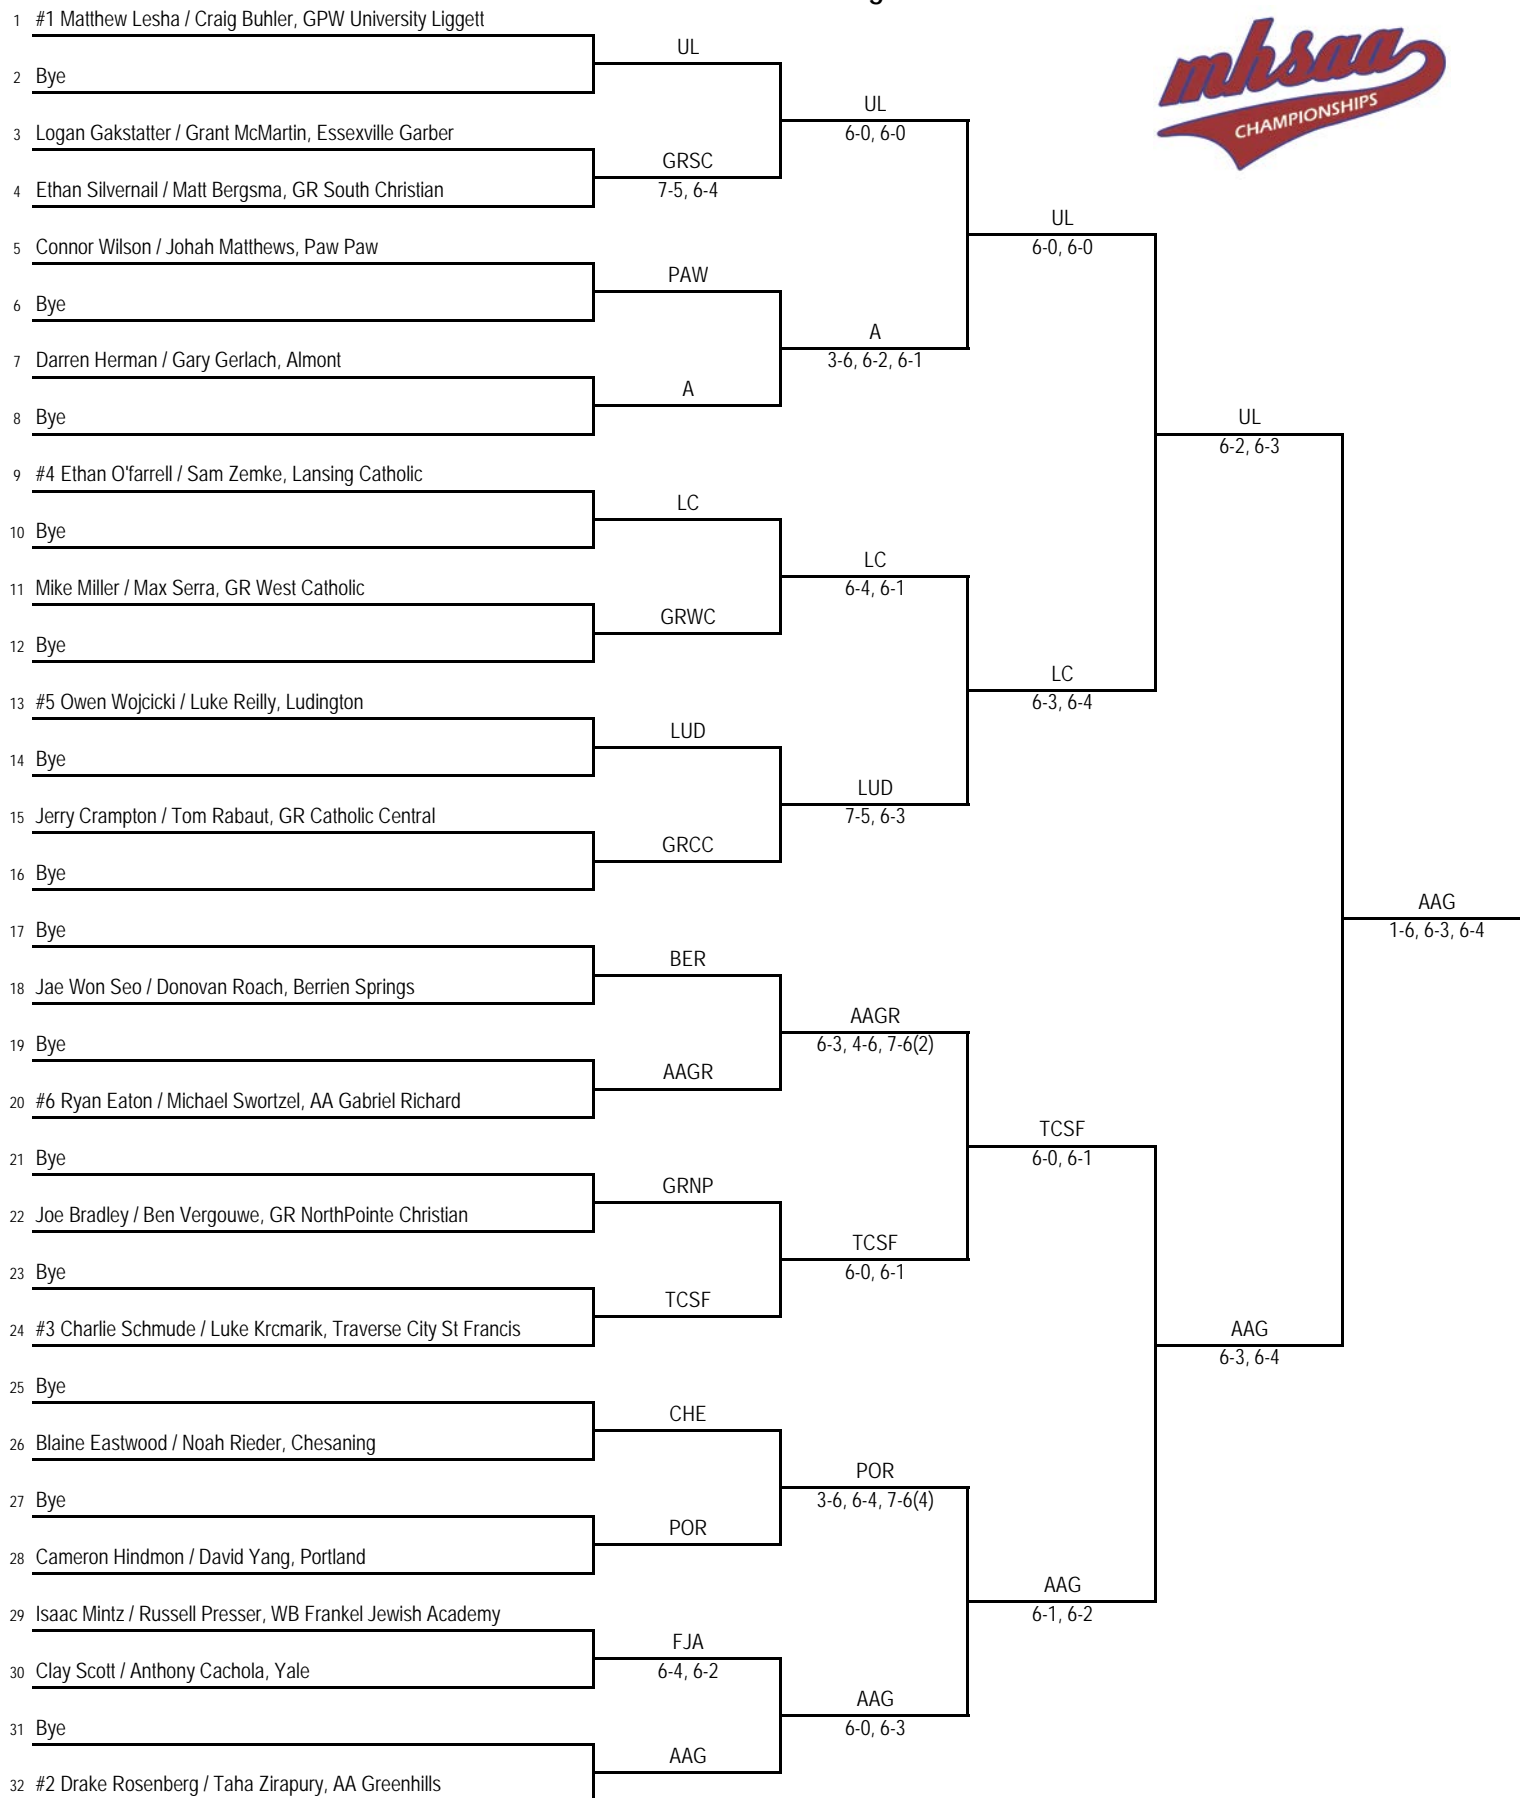 1 #1 Matthew Lesha / Craig Buhler, GPW University Liggett
2 Bye
3 Logan Gakstatter / Grant McMartin, Essexville Garber
4 Ethan Silvernail / Matt Bergsma, GR South Christian
5 Connor Wilson / Johah Matthews, Paw Paw
6 Bye
7 Darren Herman / Gary Gerlach, Almont
8 Bye
9 #4 Ethan O'farrell / Sam Zemke, Lansing Catholic
10 Bye
11 Mike Miller / Max Serra, GR West Catholic
12 Bye
13 #5 Owen Wojcicki / Luke Reilly, Ludington
14 Bye
15 Jerry Crampton / Tom Rabaut, GR Catholic Central
16 Bye
17 Bye
18 Jae Won Seo / Donovan Roach, Berrien Springs
19 Bye
20 #6 Ryan Eaton / Michael Swortzel, AA Gabriel Richard
21 Bye
22 Joe Bradley / Ben Vergouwe, GR NorthPointe Christian
23 Bye
24 #3 Charlie Schmude / Luke Krcmarik, Traverse City St Francis
25 Bye
26 Blaine Eastwood / Noah Rieder, Chesaning
27 Bye
28 Cameron Hindmon / David Yang, Portland
29 Isaac Mintz / Russell Presser, WB Frankel Jewish Academy
30 Clay Scott / Anthony Cachola, Yale
31 Bye
32 #2 Drake Rosenberg / Taha Zirapury, AA Greenhills
UL
GRSC
7-5, 6-4
PAW
A
LC
GRWC
LUD
GRCC
BER
AAGR
GRNP
TCSF
CHE
POR
FJA
6-4, 6-2
AAG
UL
6-0, 6-0
A
3-6, 6-2, 6-1
LC
6-4, 6-1
LUD
7-5, 6-3
AAGR
6-3, 4-6, 7-6(2)
TCSF
6-0, 6-1
POR
3-6, 6-4, 7-6(4)
AAG
6-0, 6-3
UL
6-0, 6-0
LC
6-3, 6-4
TCSF
6-0, 6-1
AAG
6-1, 6-2
UL
6-2, 6-3
AAG
6-3, 6-4
AAG
1-6, 6-3, 6-4
mhsaa
CHAMPIONSHIPS